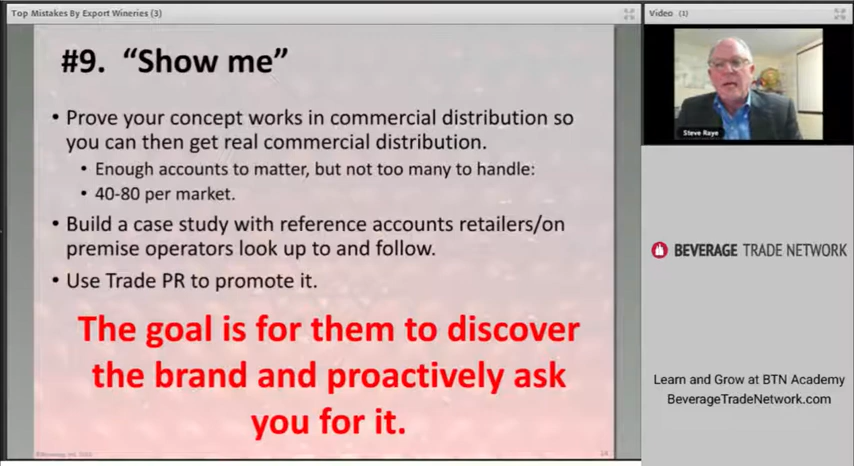 Top Mistakes By Export Wineries (3)
#9. “Show me”
• Prove your concept works in commercial distribution so
you can then get real commercial distribution.
• Enough accounts to matter, but not too many to handle:
• 40-80 per market.
• Build a case study with reference accounts retailers/on
premise operators look up to and follow.
• Use Trade PR to promote it.
The goal is for them to discover
the brand and proactively ask
you for it.
Video (1)
Steve Raye
BEVERAGE TRADE NETWORK
Learn and Grow at BTN Academy
BeverageTradeNetwork.com